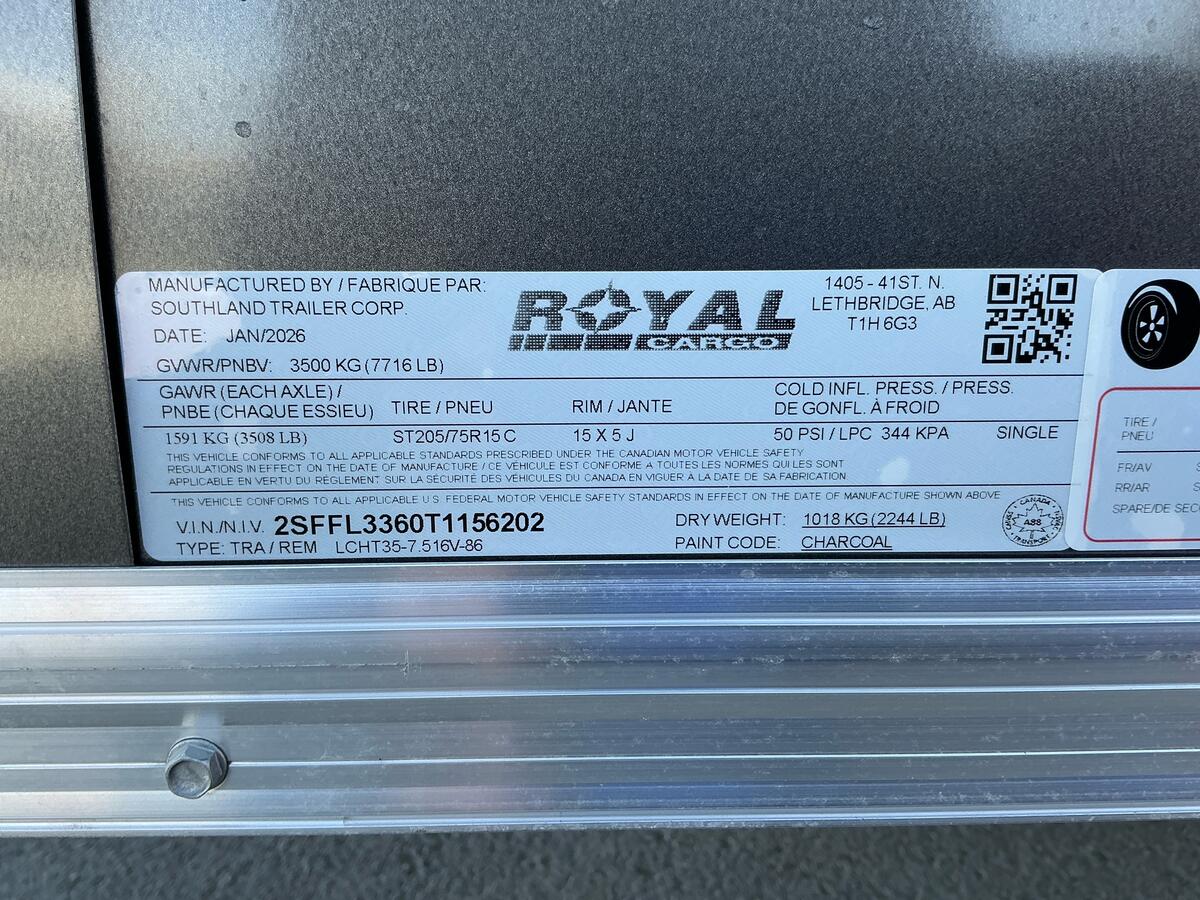 MANUFACTURED BY / FABRIQUE PAR:
SOUTHLAND TRAILER CORP.
DATE: JAN/2026
GVWR/PNBV: 3500 KG (7716 LB)
ROYAL
CARGO
1405 - 41ST. N.
LETHBRIDGE, AB
T1H 6G3
GAWR (EACH AXLE) /
PNBE (CHAQUE ESSIEU) TIRE / PNEU RIM / JANTE COLD INFL. PRESS. / PRESS.
DE GONFL. À FROID
1591 KG (3508 LB) ST205/75R15 C 15 X 5 J 50 PSI / LPC 344 KPA SINGLE
THIS VEHICLE CONFORMS TO ALL APPLICABLE STANDARDS PRESCRIBED UNDER THE CANADIAN MOTOR VEHICLE SAFETY
REGULATIONS IN EFFECT ON THE DATE OF MANUFACTURE / CE VÉHICULE EST CONFORME A TOUTES LES NORMES QUI LES SONT
APPLICABLE EN VERTU DU RÈGLEMENT SUR LA SÉCURITÉ DES VÉHICULES DU CANADA EN VIGUER A LA DATE DE SA FABRICATION.
THIS VEHICLE CONFORMS TO ALL APPLICABLE U.S. FEDERAL MOTOR VEHICLE SAFETY STANDARDS IN EFFECT ON THE DATE OF MANUFACTURE SHOWN ABOVE
V.I.N./N.I.V. 2SFFL3360T1156202 DRY WEIGHT: 1018 KG (2244 LB)
TYPE: TRA / REM LCHT35-7.516V-86 PAINT CODE: CHARCOAL
CANADA
A88
TRANSPORT
TIRE /
PNEU
FR/AV S
RR/AR S
SPARE/DE SEC